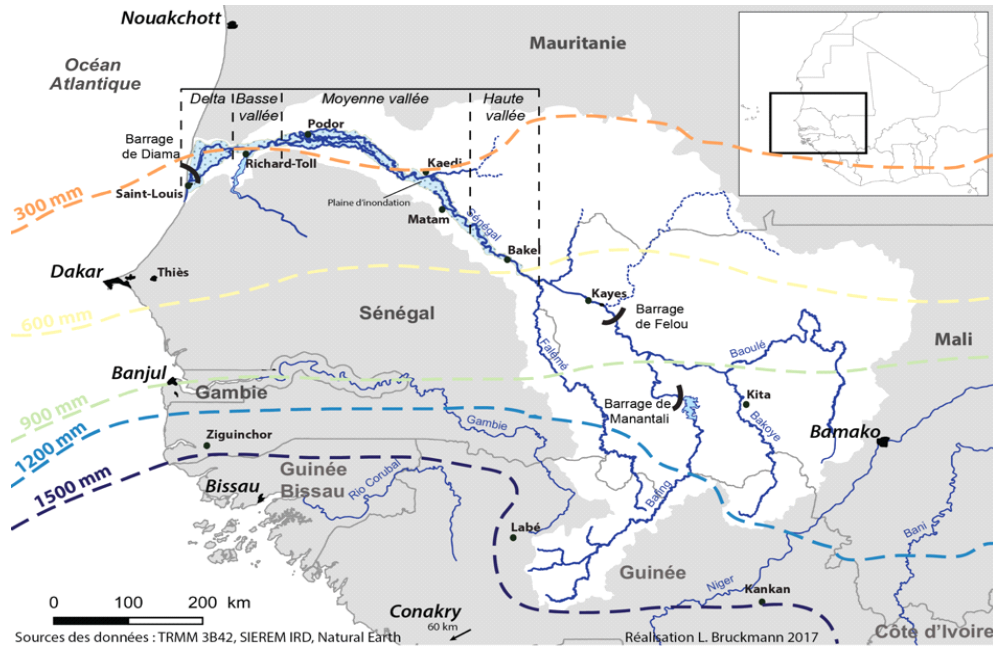 Nouakchott
Mauritanie
Océan
Atlantique
Delta
Basse
vallée
Moyenne vallée
Haute
vallée
Podor
Barrage
de Diama
Richard-Toll
Kaedi
Saint-Louis
300 mm
Plaine d'inondation
Matam
Sénégal
Bakel
Dakar
Thiès
Kayes
600 mm
Sénégal
Barrage
de Felou
Falémé
Mali
Baoulé
Banjul
Gambie
900 mm
Kita
Barrage de
Manantali
Gambie
Bakoye
Bamako
1200 mm
Ziguinchor
1500 mm
Guinée
Bissau
Bissau
Rio Corubal
Bafing
Bani
Labé
Guinée
Niger
Kankan
0 100 200 km
Conakry
60 km
Côte d'Ivoire
Sources des données : TRMM 3B42, SIEREM IRD, Natural Earth
Réalisation L. Bruckmann 2017